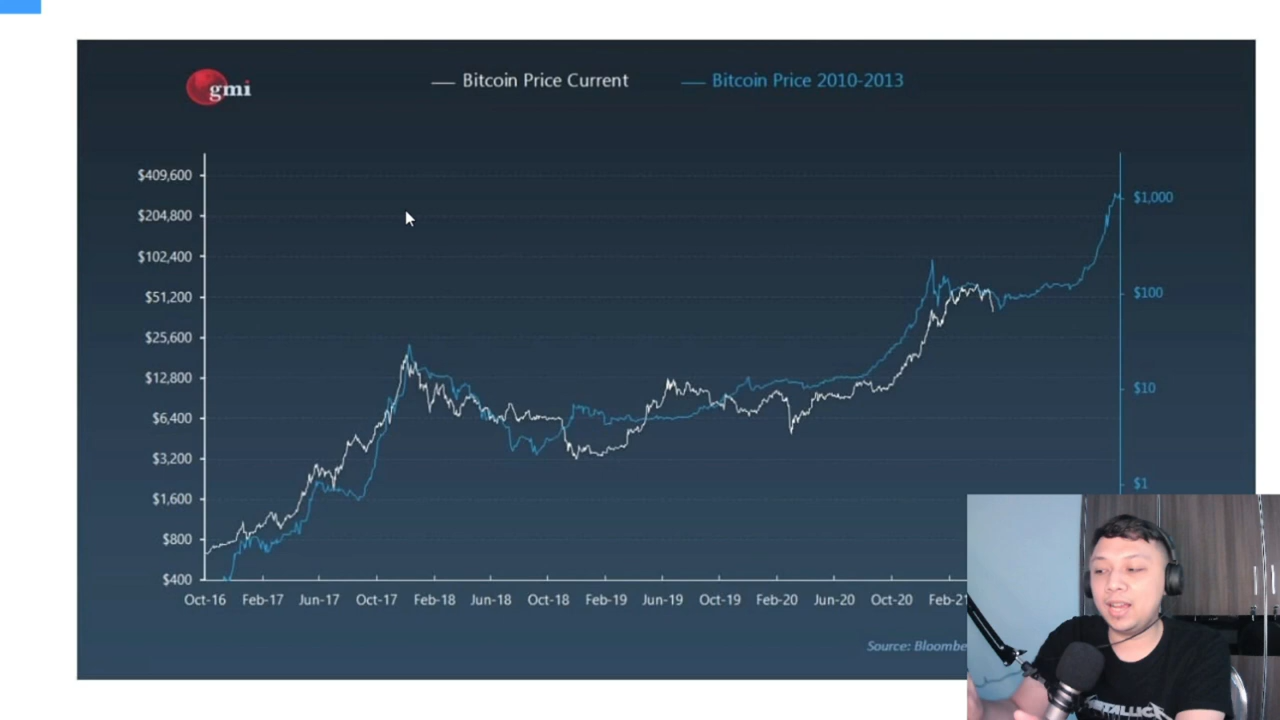 gmi
Bitcoin Price Current
Bitcoin Price 2010-2013
$409,600
$204,800
$102,400
$51,200
$25,600
$12,800
$6,400
$3,200
$1,600
$800
$400
$1,000
$100
$10
$1
Oct-16 Feb-17 Jun-17 Oct-17 Feb-18 Jun-18 Oct-18 Feb-19 Jun-19 Oct-19 Feb-20 Jun-20 Oct-20 Feb-21
Source: Bloombe
METALLICA